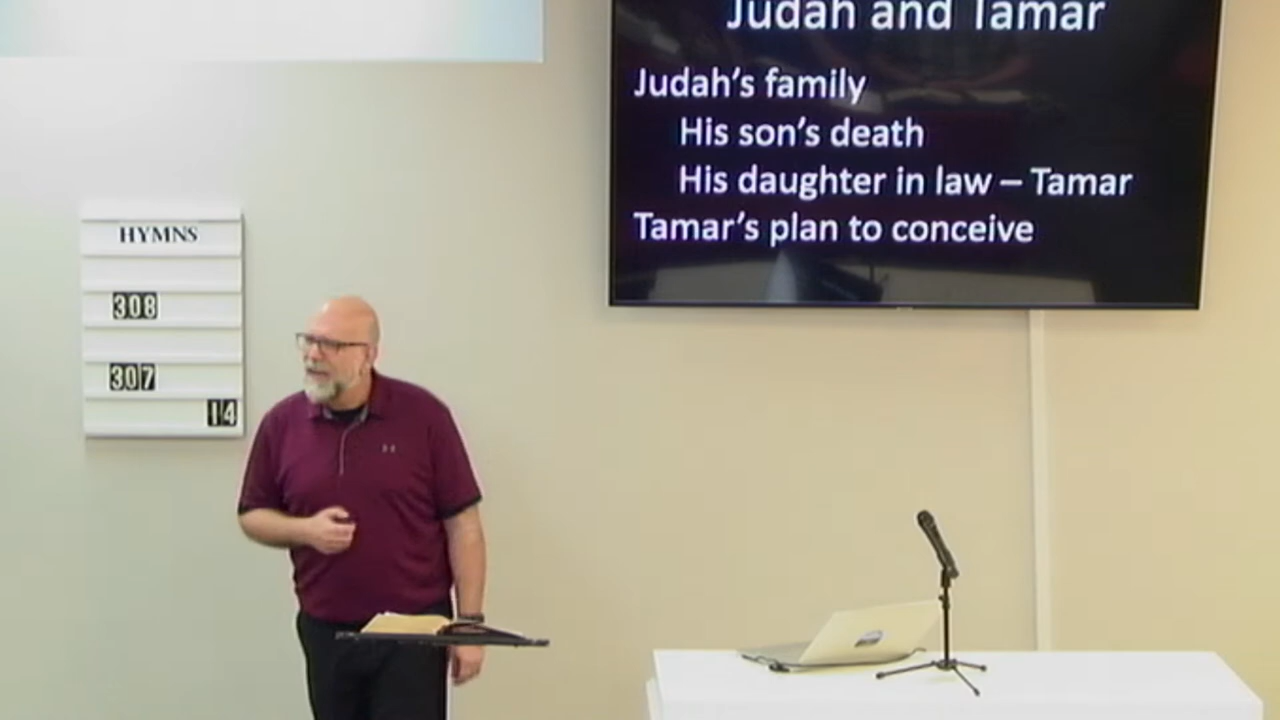 Judah and Tamar
Judah's family
His son's death
His daughter in law – Tamar
Tamar's plan to conceive
HYMNS
308
307
14